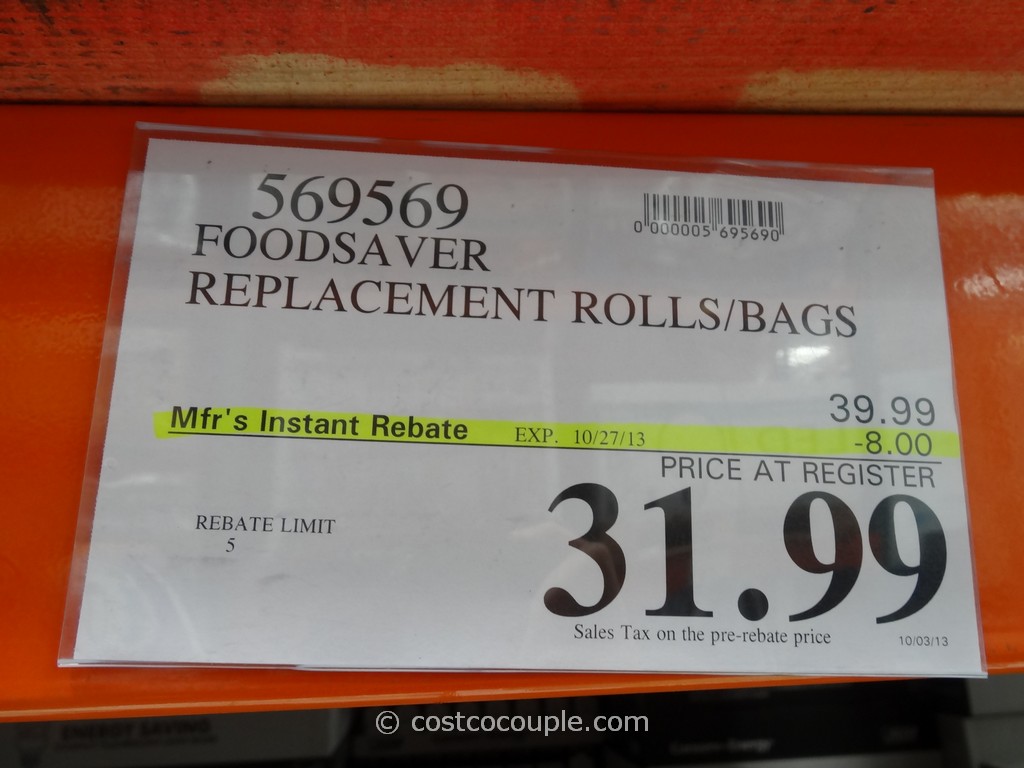 569569
0 000005 695690
FOODSAVER
REPLACEMENT ROLLS/BAGS
39.99
Mfr's Instant Rebate EXP. 10/27/13 -8.00
PRICE AT REGISTER
REBATE LIMIT
5
31.99
Sales Tax on the pre-rebate price
10/03/13
ENERGY SAVING
© costcocouple.com